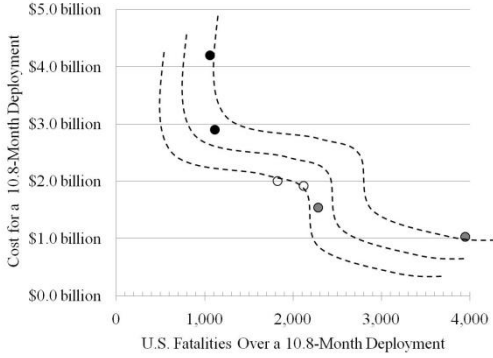 $5.0 billion
$4.0 billion
$3.0 billion
$2.0 billion
$1.0 billion
$0.0 billion
Cost for a 10.8-Month Deployment
0 1,000 2,000 3,000 4,000
U.S. Fatalities Over a 10.8-Month Deployment